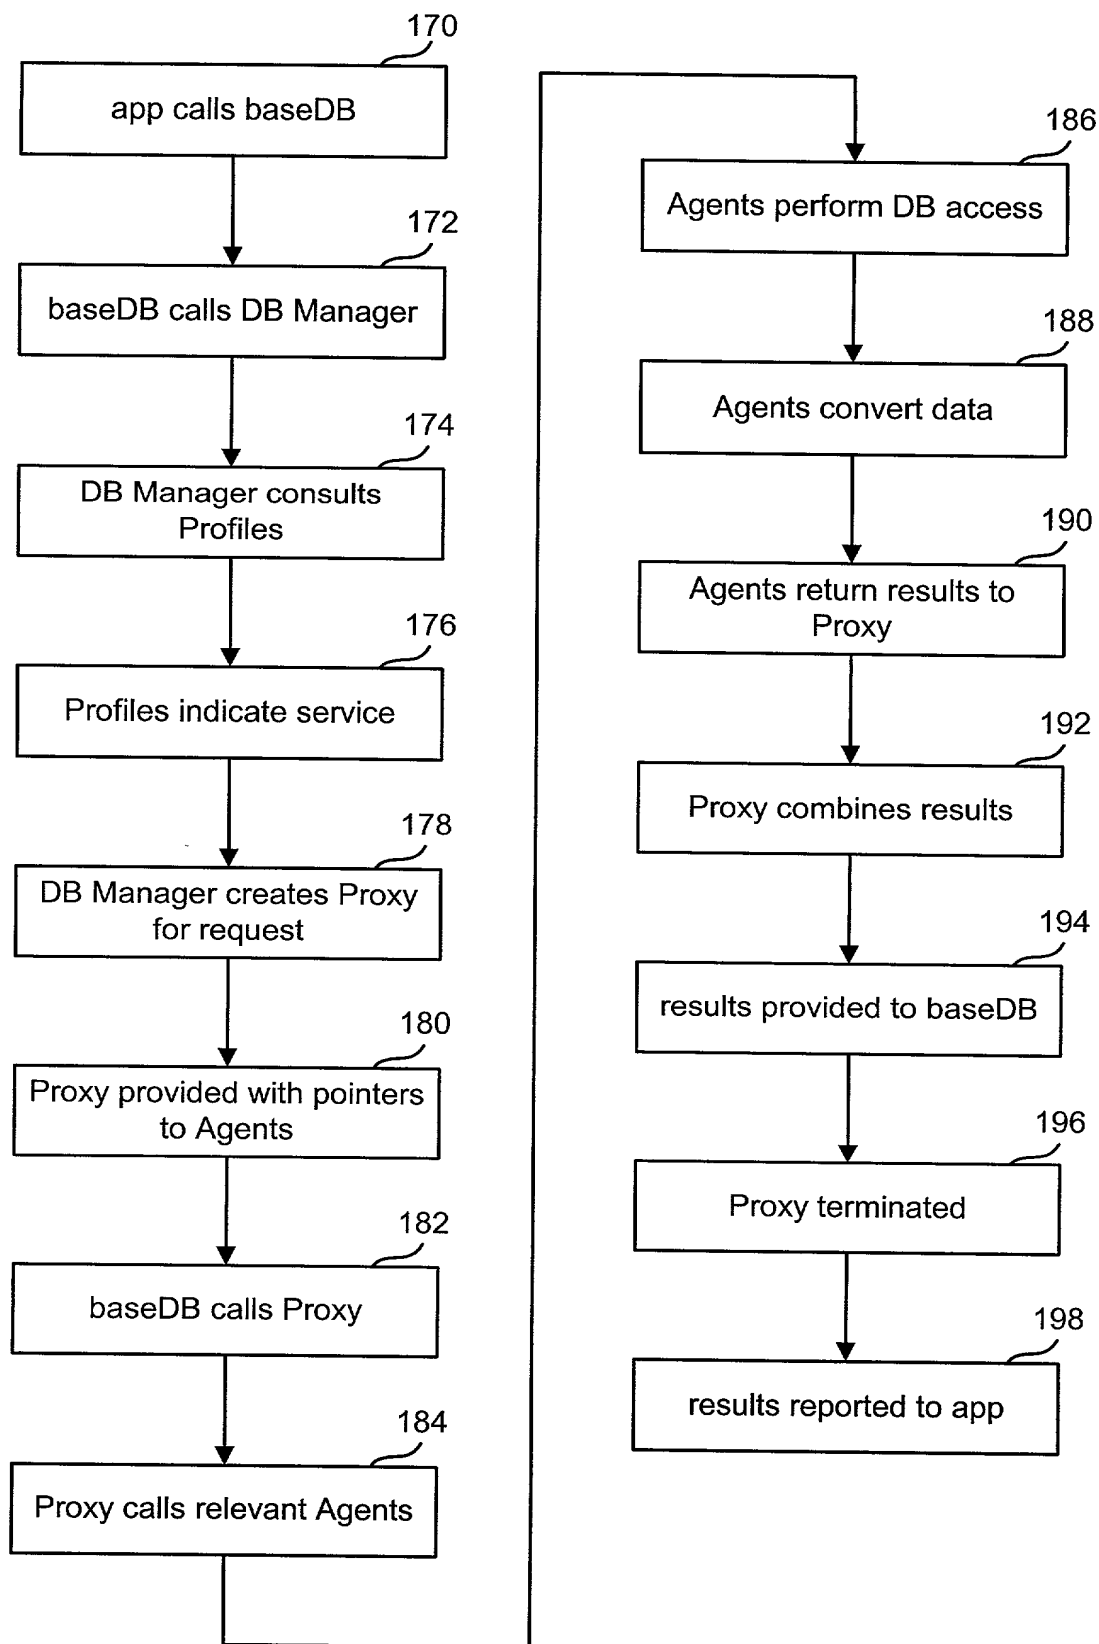 170
app calls baseDB
172
baseDB calls DB Manager
174
DB Manager consults
Profiles
176
Profiles indicate service
178
DB Manager creates Proxy
for request
180
Proxy provided with pointers
to Agents
182
baseDB calls Proxy
184
Proxy calls relevant Agents
186
Agents perform DB access
188
Agents convert data
190
Agents return results to
Proxy
192
Proxy combines results
194
results provided to baseDB
196
Proxy terminated
198
results reported to app